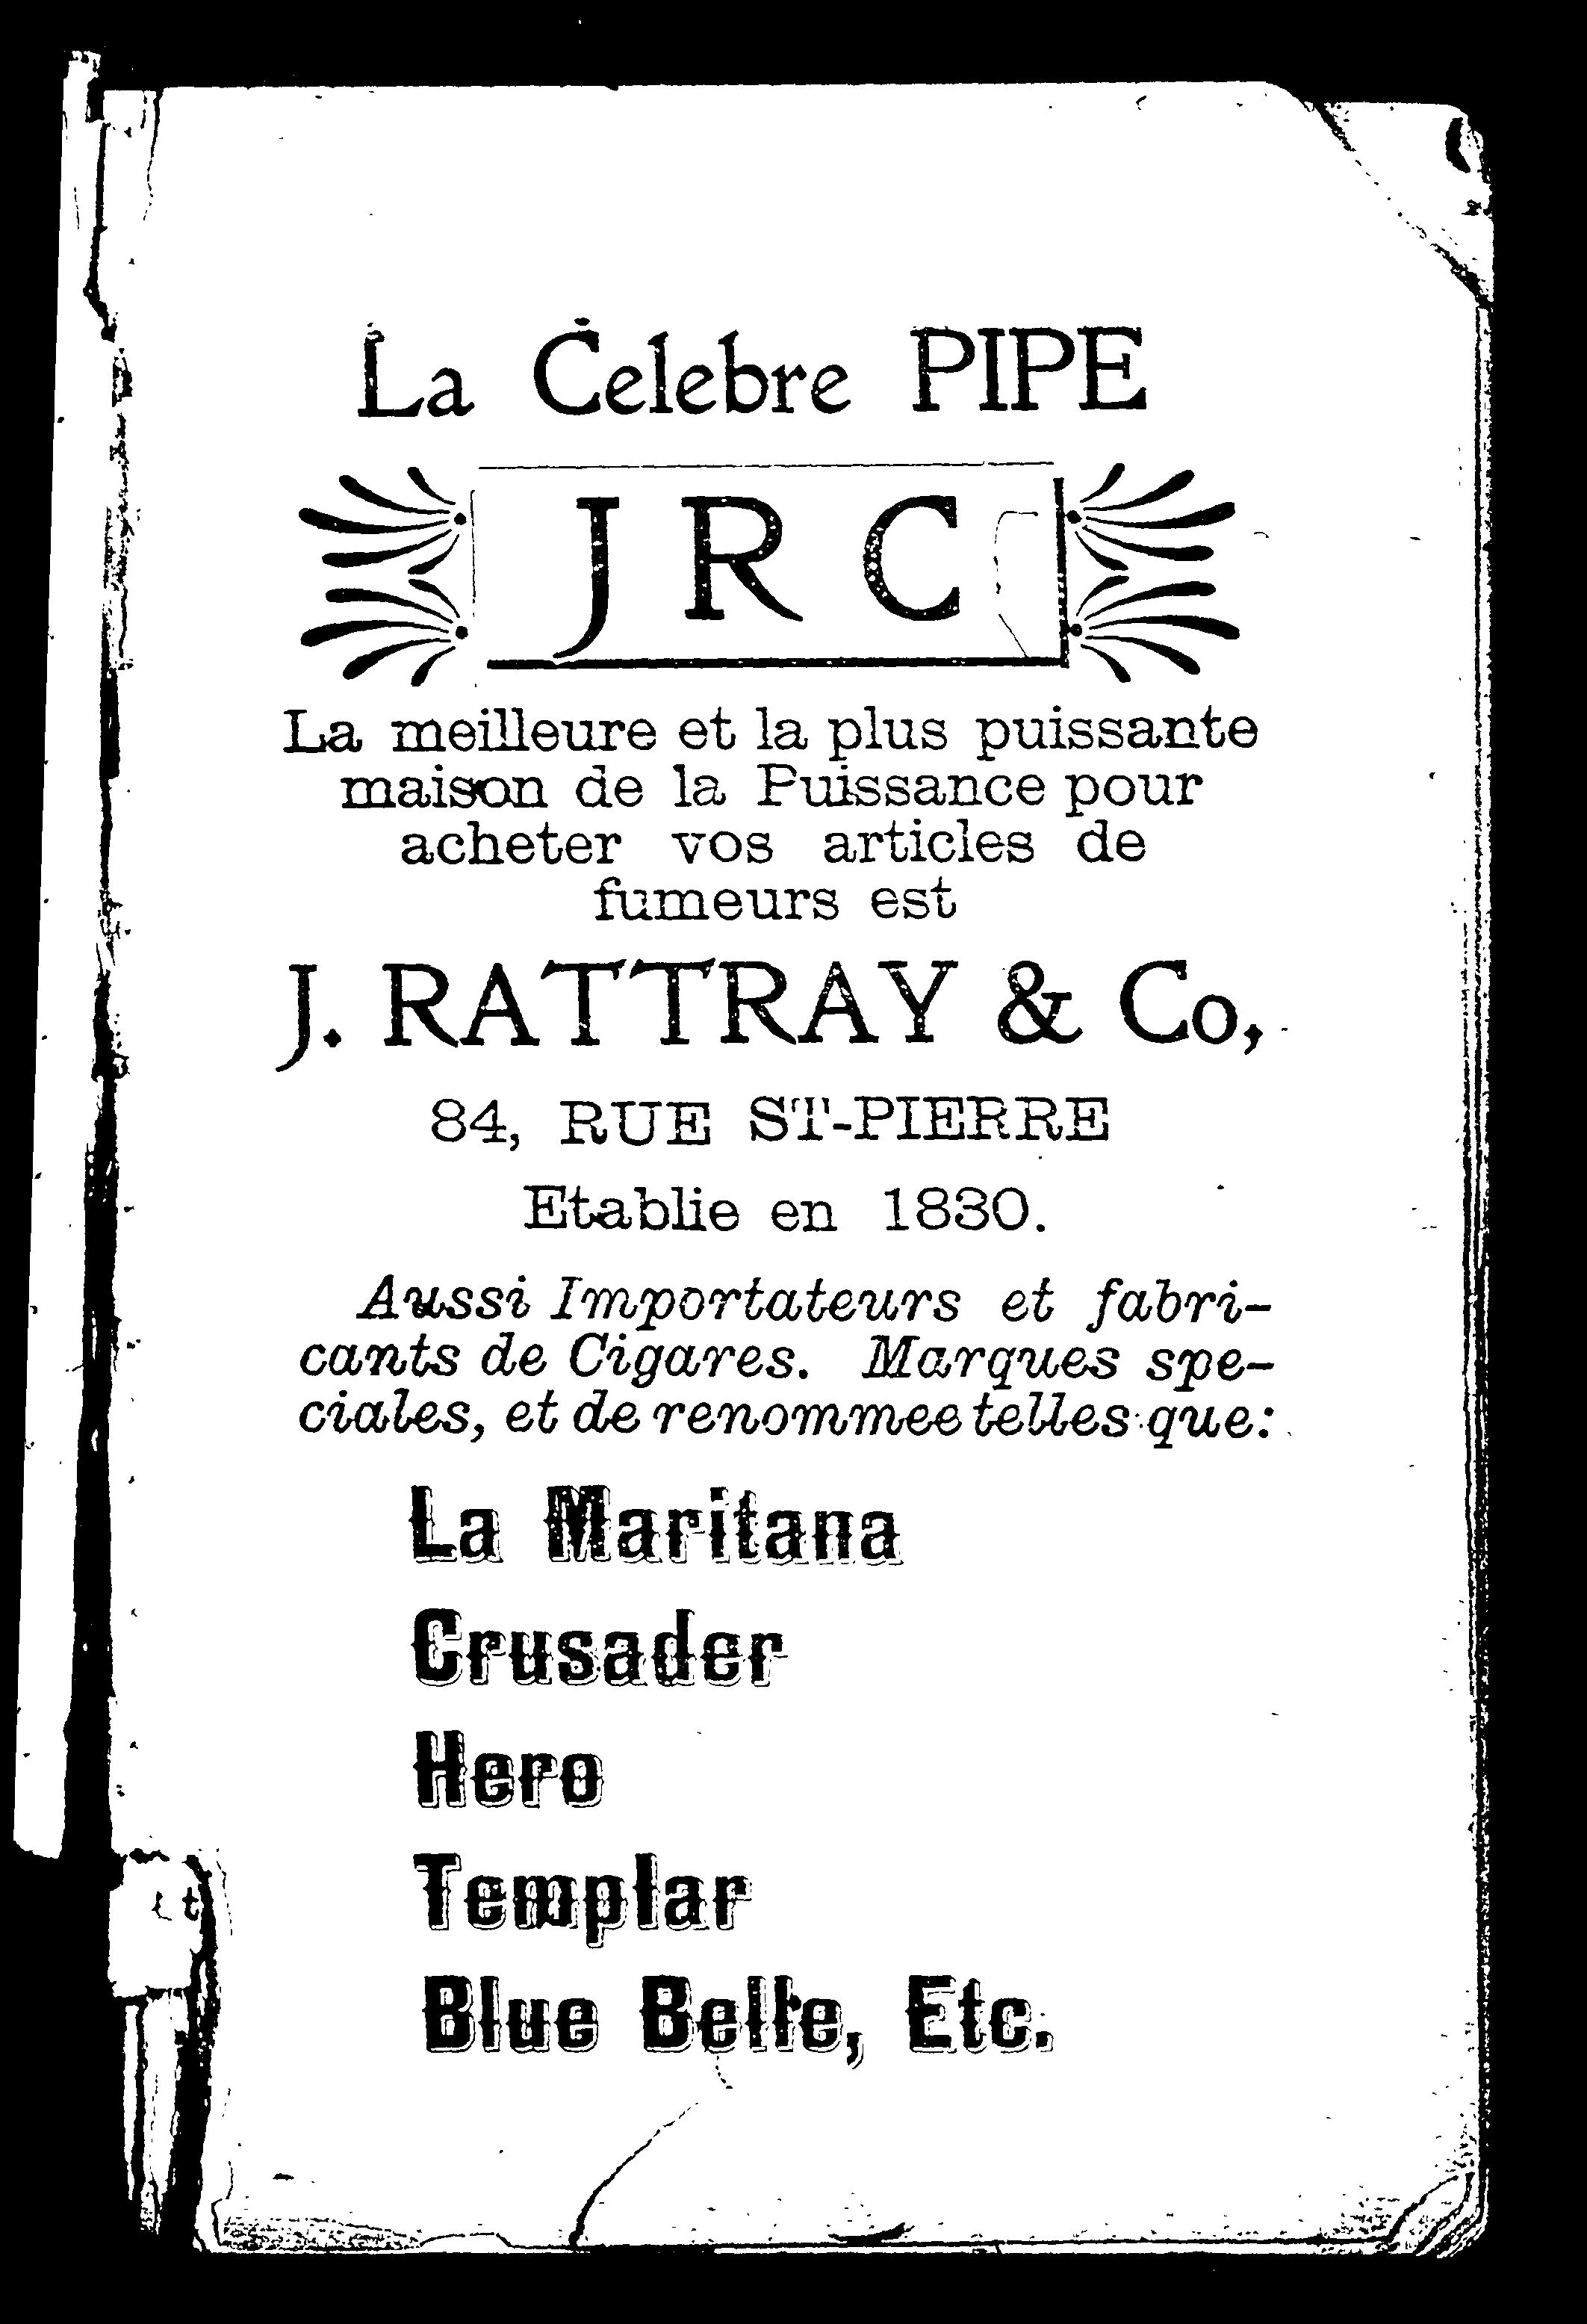 La Celebre PIPE
J R C
La meilleure et la plus puissante
maison de la Puissance pour
acheter vos articles de
fumeurs est
J. RATTRAY & Co,
84, RUE ST-PIERRE
Etablie en 1830.
Aussi Importateurs et fabri-
cants de Cigares. Marques spe-
ciales, et de renommee telles que:
La Maritana
Crusader
Hero
Templar
Blue Belle, Etc.